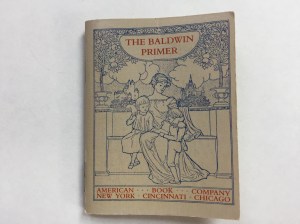 THE BALDWIN
PRIMER
AMERICAN · · · BOOK · · · COMPANY
NEW YORK · CINCINNATI · CHICAGO